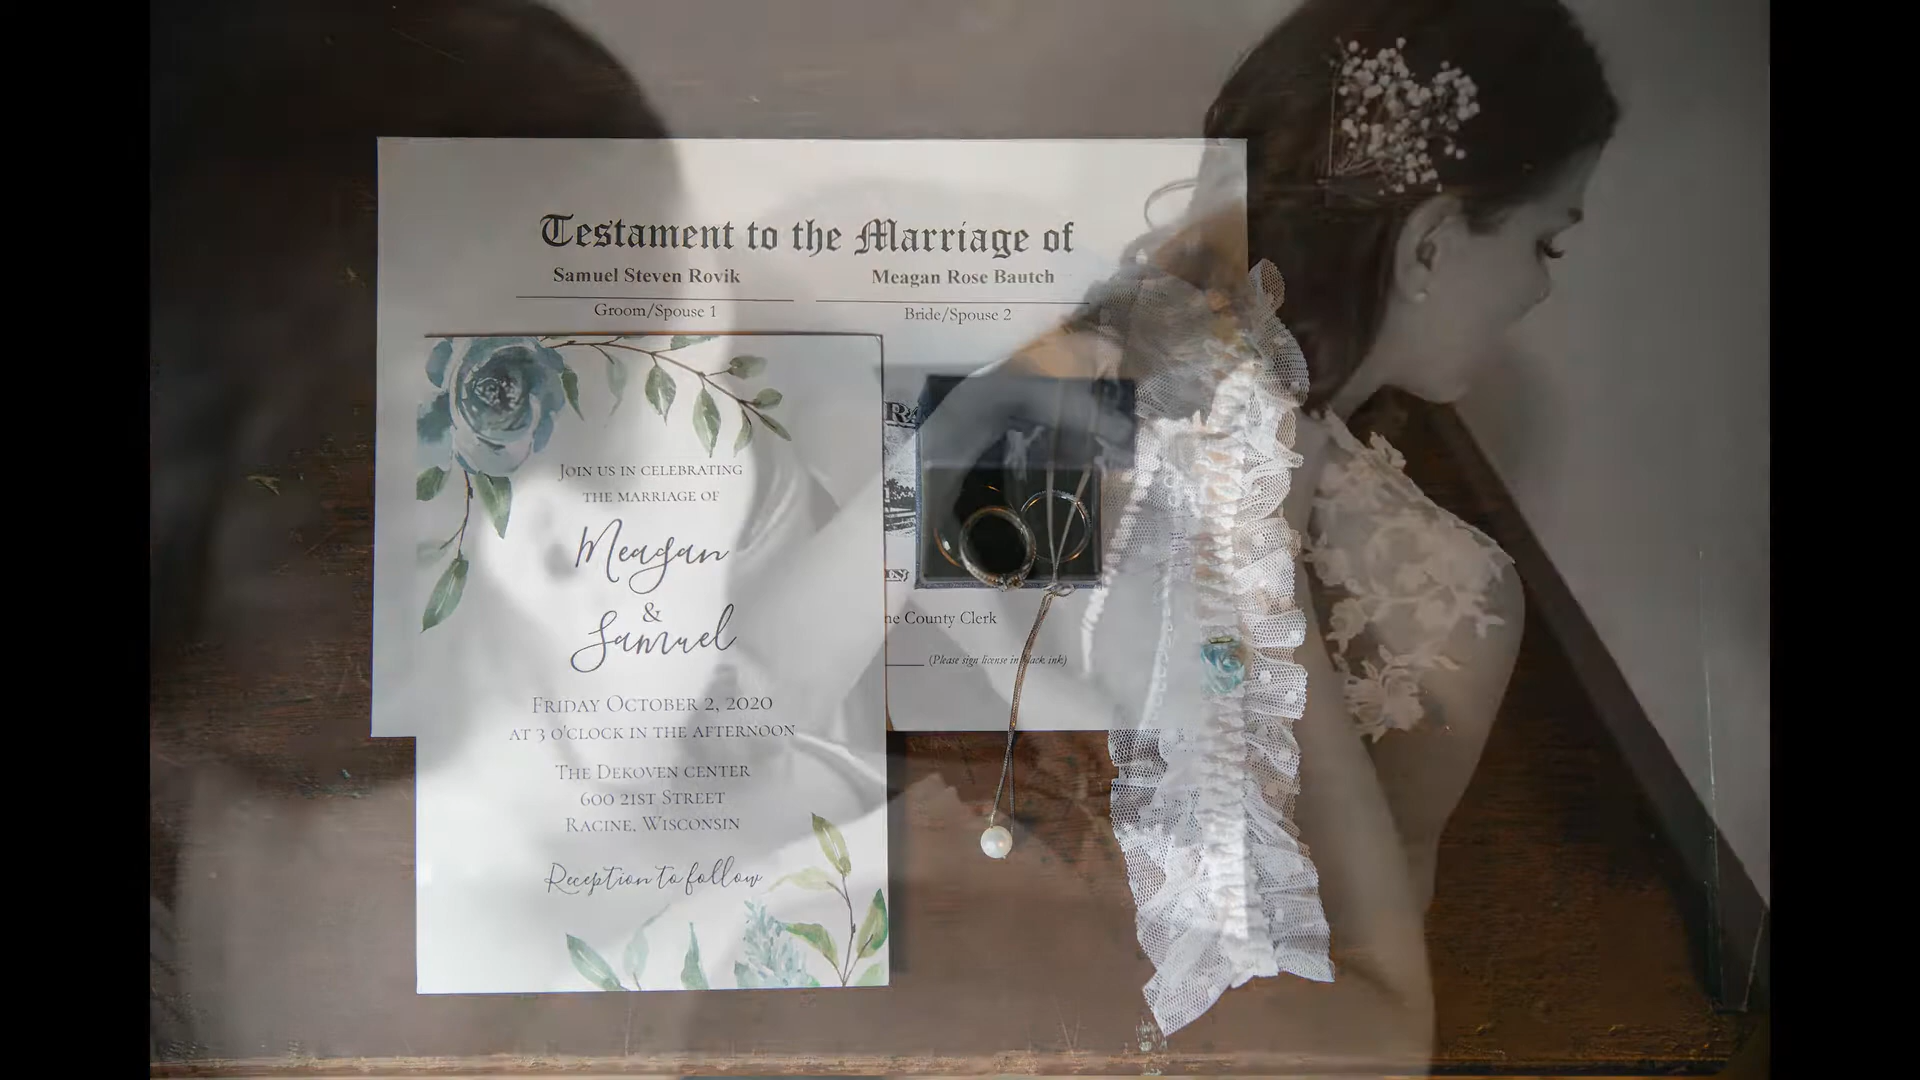 Testament to the Marriage of
Samuel Steven Rovik
Meagan Rose Bautch
Groom/Spouse 1
Bride/Spouse 2
JOIN US IN CELEBRATING
THE MARRIAGE OF
Meagan
&
Samuel
FRIDAY OCTOBER 2, 2020
AT 3 O'CLOCK IN THE AFTERNOON
THE DEKOVEN CENTER
600 21ST STREET
RACINE, WISCONSIN
Reception to follow
County Clerk
(Please sign license in black ink)